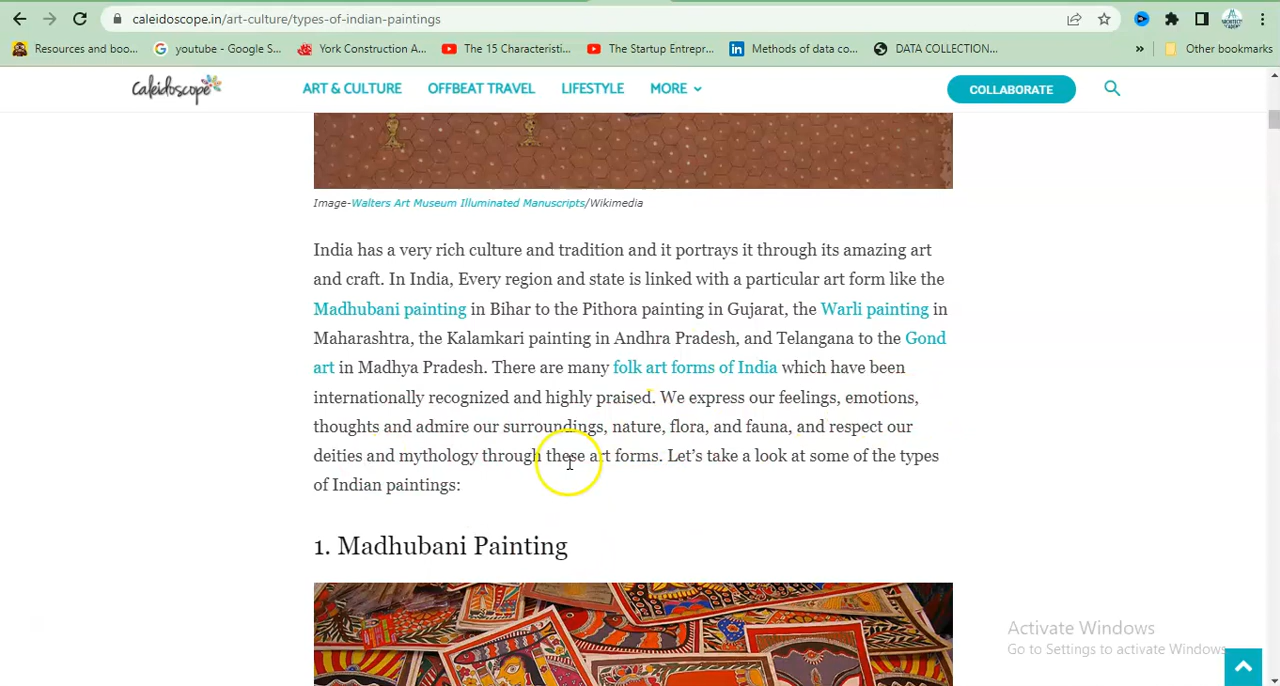 caleidoscope.in/art-culture/types-of-indian-paintings
Resources and boo...
youtube - Google S...
York Construction A...
The 15 Characteristi...
The Startup Entrepr...
Methods of data co...
DATA COLLECTION...
»
Other bookmarks
Caleidoscope
ART & CULTURE
OFFBEAT TRAVEL
LIFESTYLE
MORE
COLLABORATE
Image-Walters Art Museum Illuminated Manuscripts/Wikimedia
India has a very rich culture and tradition and it portrays it through its amazing art
and craft. In India, Every region and state is linked with a particular art form like the
Madhubani painting in Bihar to the Pithora painting in Gujarat, the Warli painting in
Maharashtra, the Kalamkari painting in Andhra Pradesh, and Telangana to the Gond
art in Madhya Pradesh. There are many folk art forms of India which have been
internationally recognized and highly praised. We express our feelings, emotions,
thoughts and admire our surroundings, nature, flora, and fauna, and respect our
deities and mythology through these art forms. Let’s take a look at some of the types
of Indian paintings:
1. Madhubani Painting
Activate Windows
Go to Settings to activate Windows.